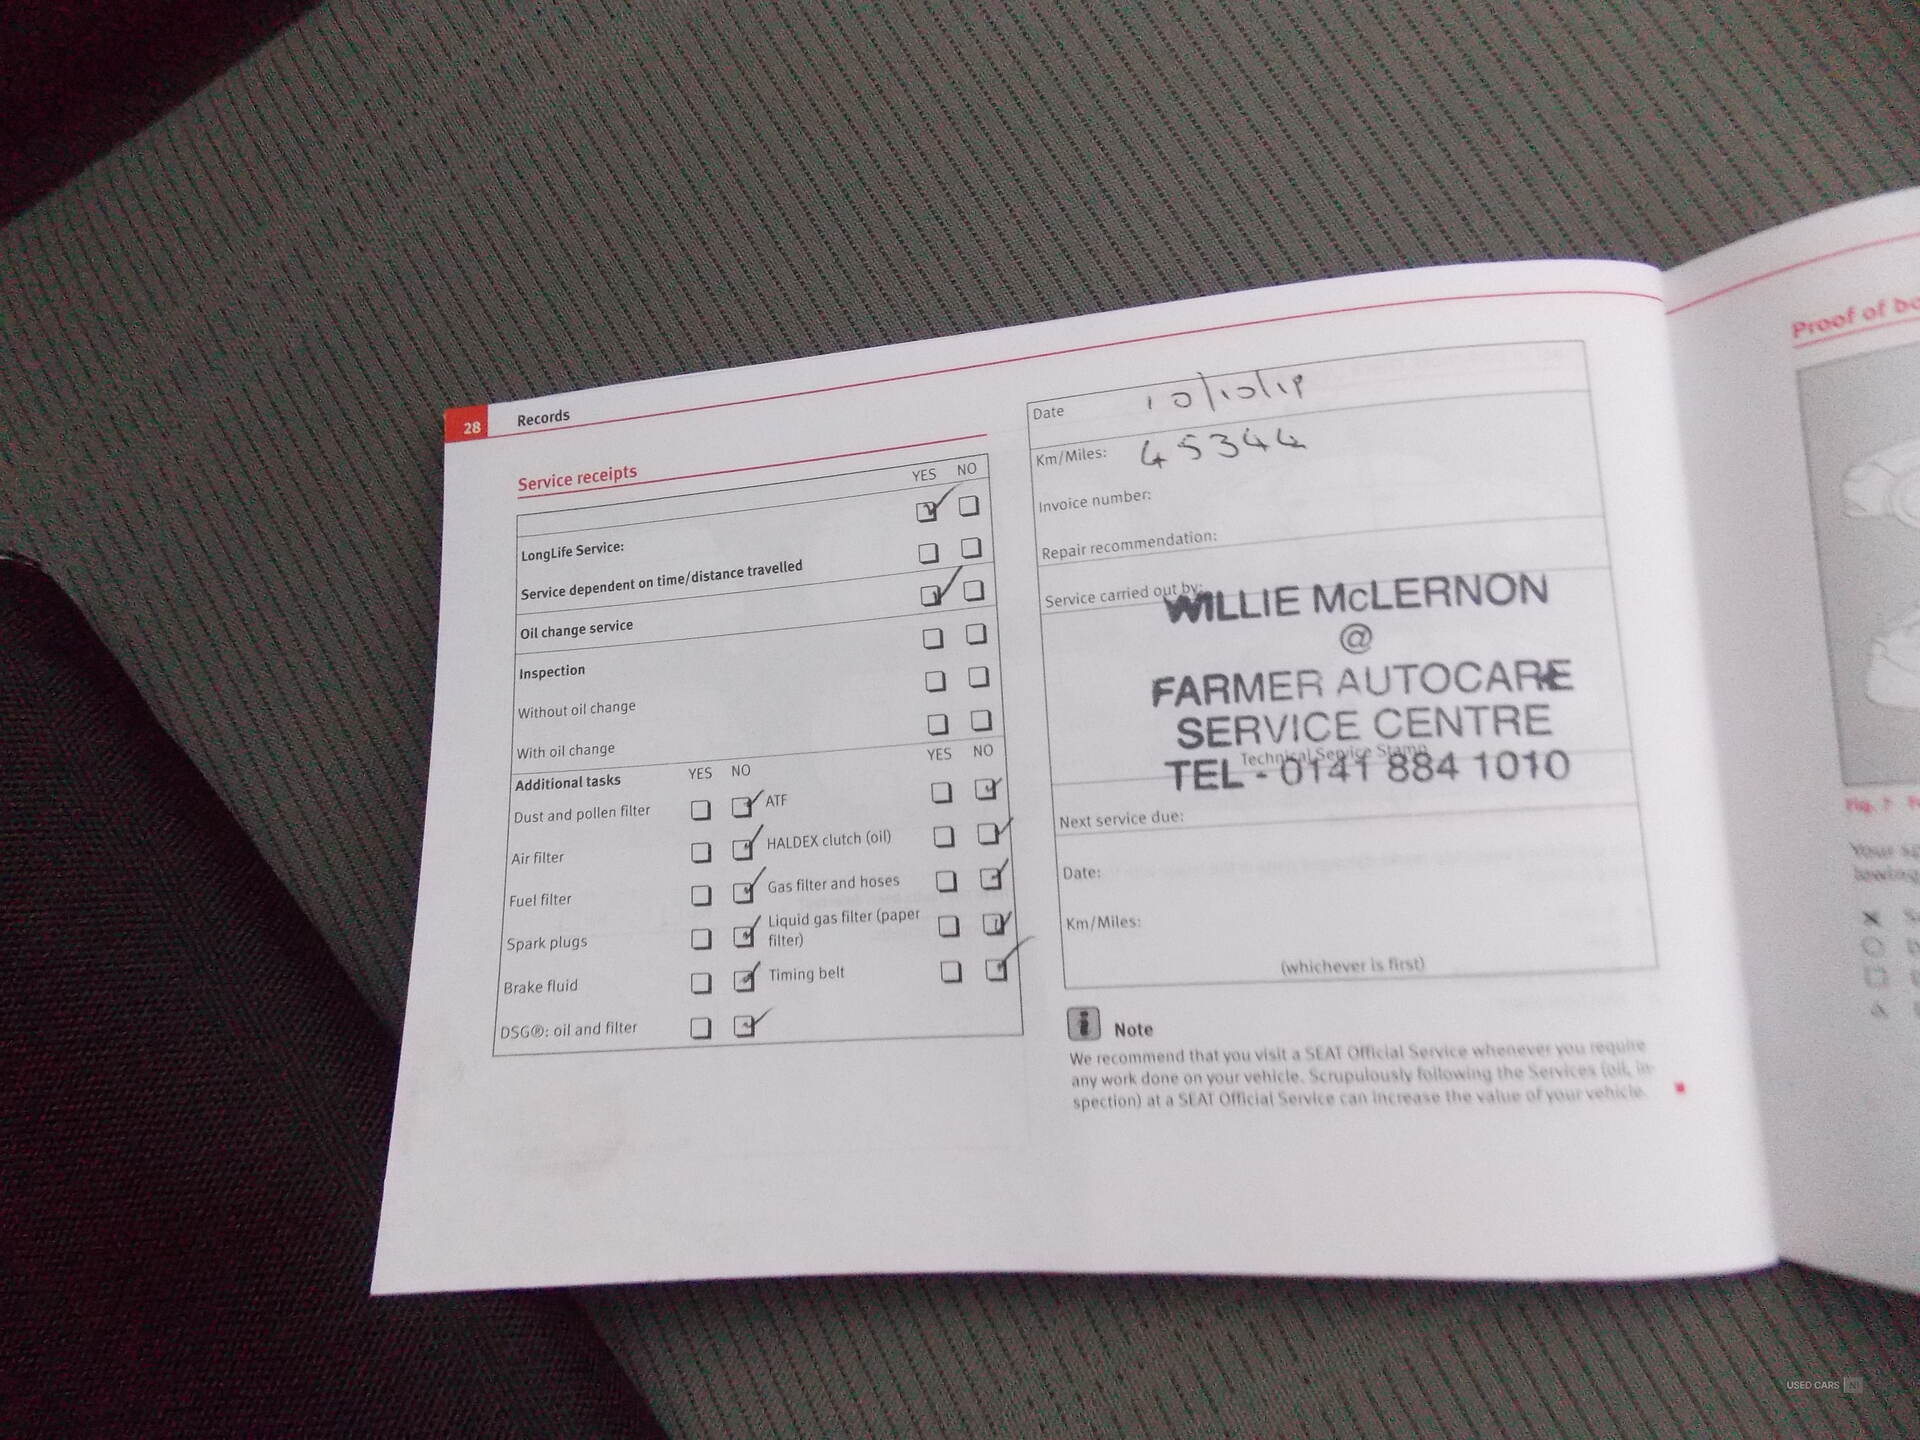 28 Records
Service receipts
YES NO
LongLife Service:
Service dependent on time/distance travelled
Oil change service
Inspection
Without oil change
With oil change
Additional tasks YES NO YES NO
Dust and pollen filter ATF
Air filter HALDEX clutch (oil)
Fuel filter Gas filter and hoses
Spark plugs Liquid gas filter (paper
filter)
Brake fluid Timing belt
DSG®: oil and filter
Date 10/10/19
Km/Miles: 45344
Invoice number:
Repair recommendation:
Service carried out by:
WILLIE McLERNON
@
FARMER AUTOCARE
SERVICE CENTRE
Technical Service Stamp
TEL - 0141 884 1010
Next service due:
Date:
Km/Miles:
(whichever is first)
Note
We recommend that you visit a SEAT Official Service whenever you require
any work done on your vehicle. Scrupulously following the Services (oil, in-
spection) at a SEAT Official Service can increase the value of your vehicle.
Proof of
Fig. 7
Your
USED CARS NI